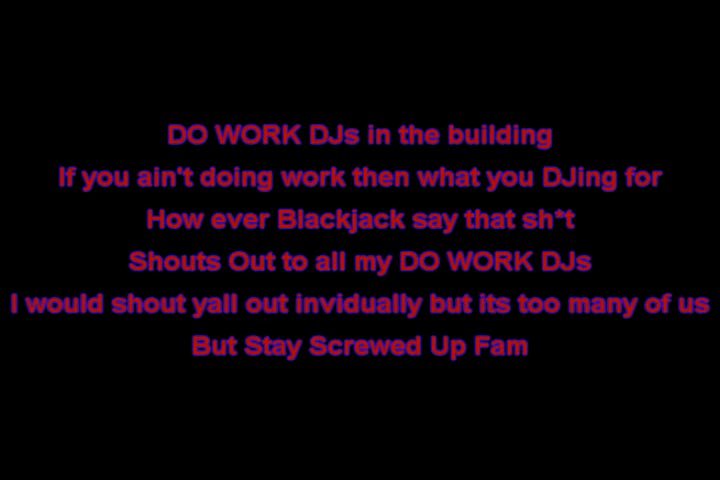 DO WORK DJs in the building
If you ain't doing work then what you DJing for
How ever Blackjack say that sh*t
Shouts Out to all my DO WORK DJs
I would shout yall out invidually but its too many of us
But Stay Screwed Up Fam